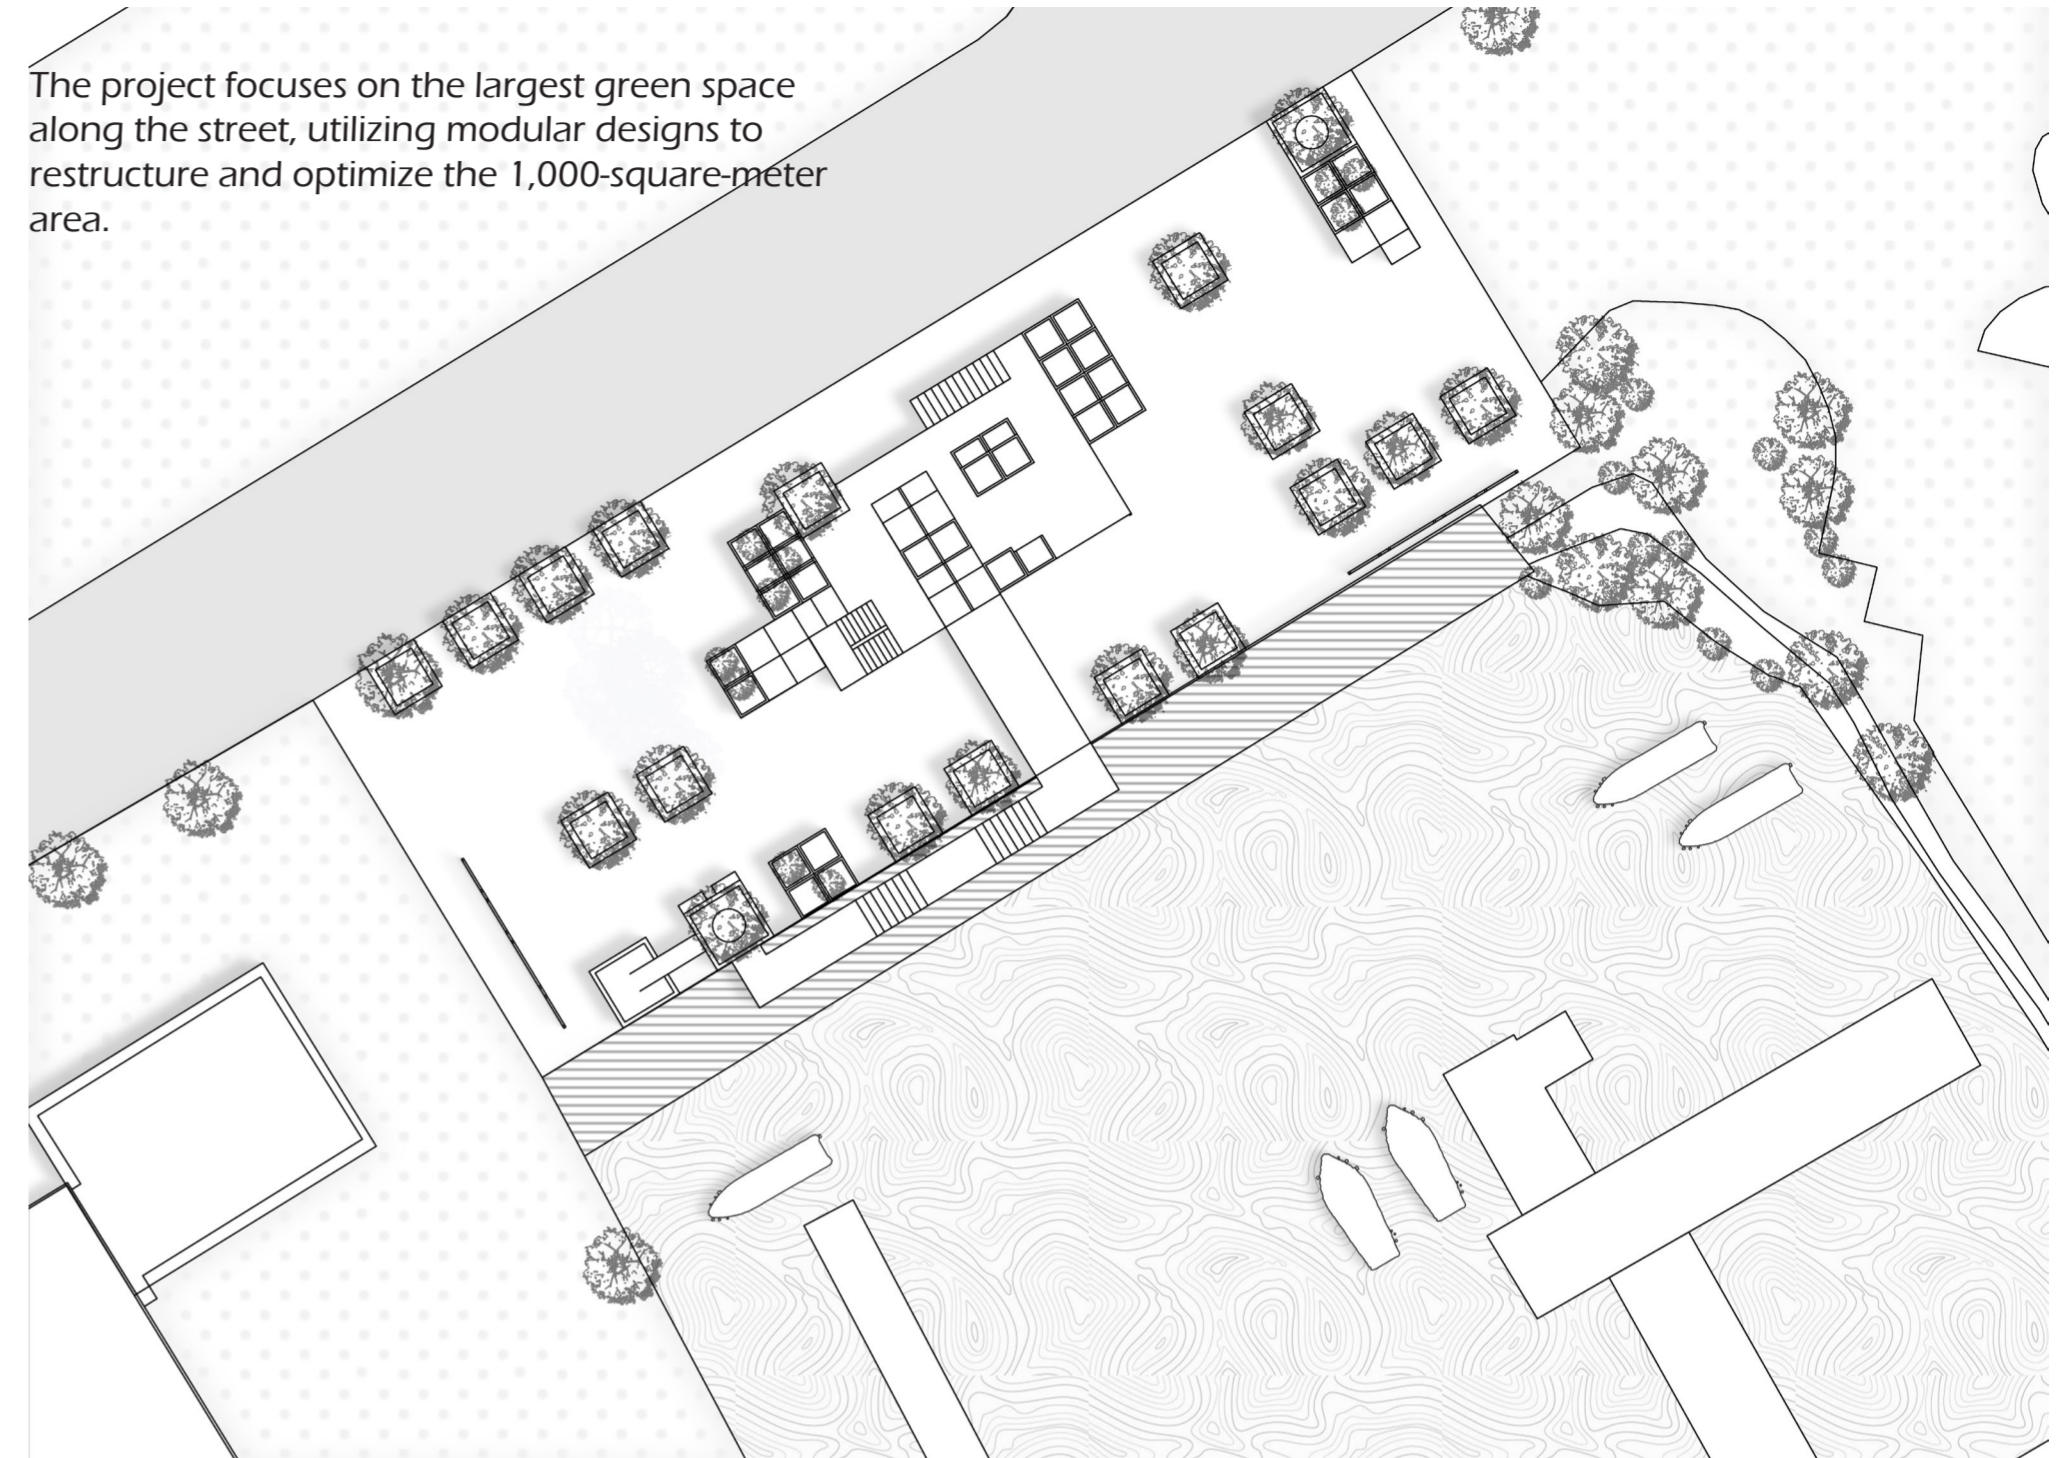 The project focuses on the largest green space
along the street, utilizing modular designs to
restructure and optimize the 1,000-square-meter
area.